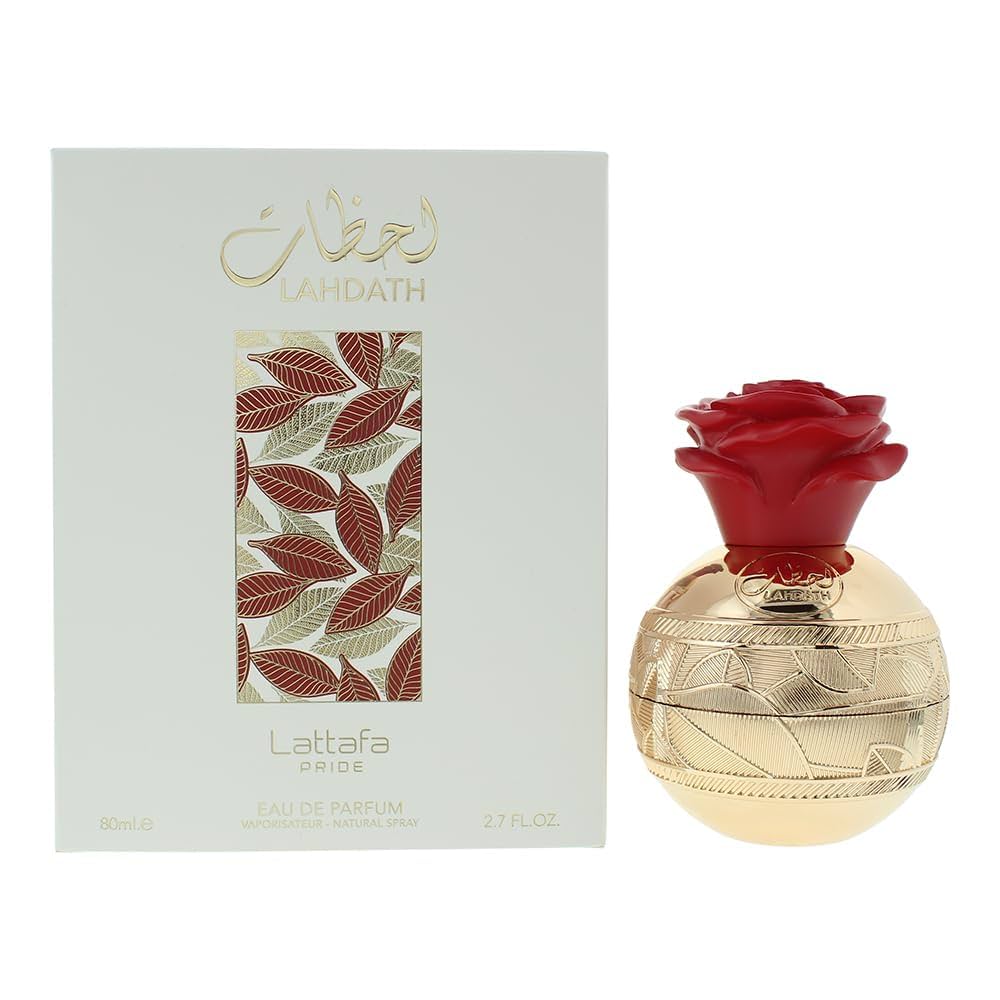 لحظات
LAHDATH
Lattafa
PRIDE
EAU DE PARFUM
80ml.e VAPORISATEUR - NATURAL SPRAY 2.7 FL.OZ.
لحظات
LAHDATH